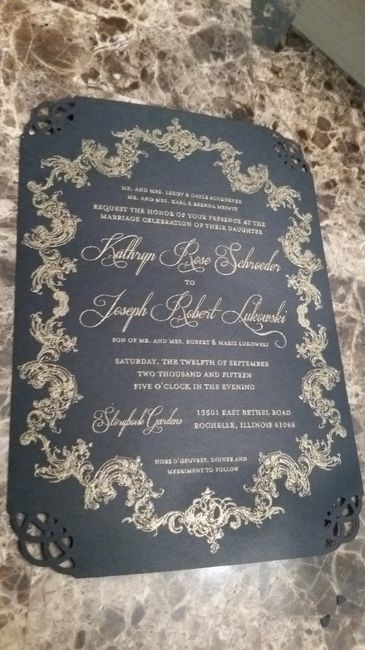 MR. AND MRS. LEROY & GAYLE SCHROEDER
MR. AND MRS. KARL & BRENDA
REQUEST THE HONOR OF YOUR PRESENCE AT THE
MARRIAGE CELEBRATION OF THEIR DAUGHTER
Kathryn Rose Schroeder
TO
Joseph Robert Lukowski
SON OF MR. AND MRS. ROBERT & MARIE LUKOWSKI
SATURDAY, THE TWELFTH OF SEPTEMBER
TWO THOUSAND AND FIFTEEN
FIVE O'CLOCK IN THE EVENING
Storybook Gardens
13501 EAST BETHEL ROAD
ROCHELLE, ILLINOIS 61068
HORS D'OEUVRES, DINNER AND
MERRIMENT TO FOLLOW